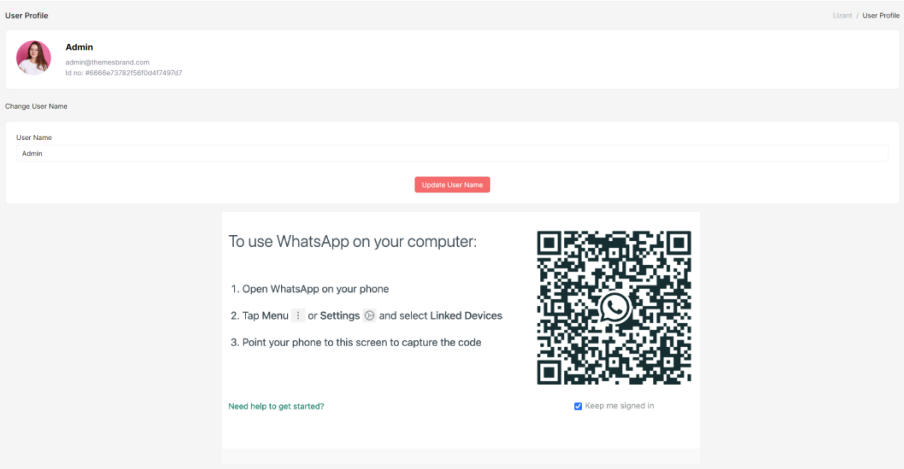 User Profile
Lizant / User Profile
Admin
admin@themesbrand.com
Id no: #6666e73782f56f0d4f7497d7
Change User Name
User Name
Admin
Update User Name
To use WhatsApp on your computer:
1. Open WhatsApp on your phone
2. Tap Menu or Settings and select Linked Devices
3. Point your phone to this screen to capture the code
Need help to get started?
Keep me signed in